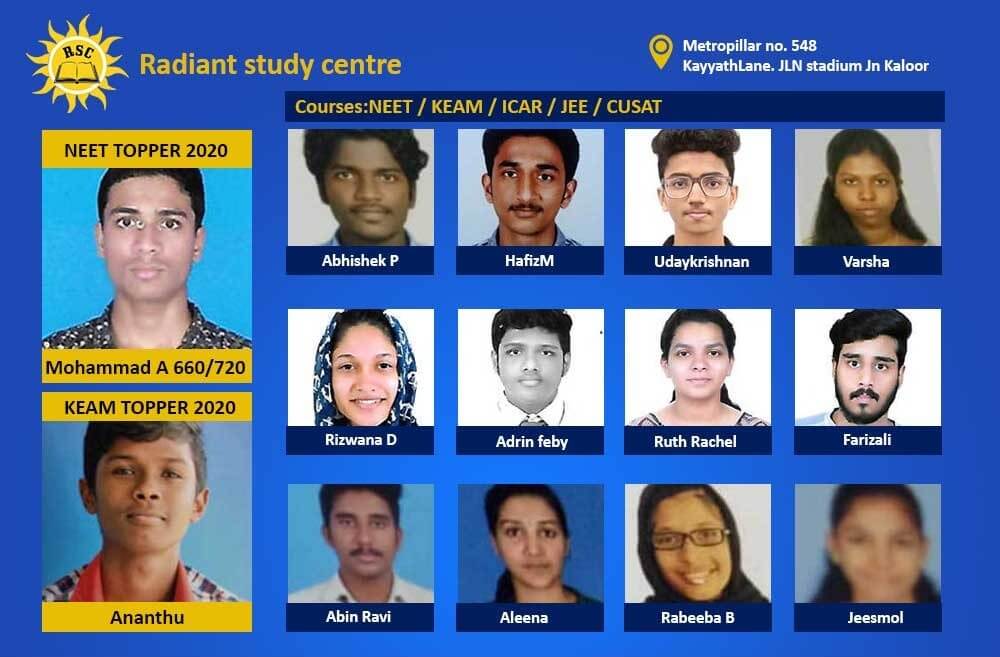 RSC
Radiant study centre
Metropillar no. 548
KayyathLane. JLN stadium Jn Kaloor
Courses:NEET / KEAM / ICAR / JEE / CUSAT
NEET TOPPER 2020
Mohammad A 660/720
KEAM TOPPER 2020
Ananthu
Abhishek P
HafizM
Udaykrishnan
Varsha
Rizwana D
Adrin feby
Ruth Rachel
Farizali
Abin Ravi
Aleena
Rabeeba B
Jeesmol